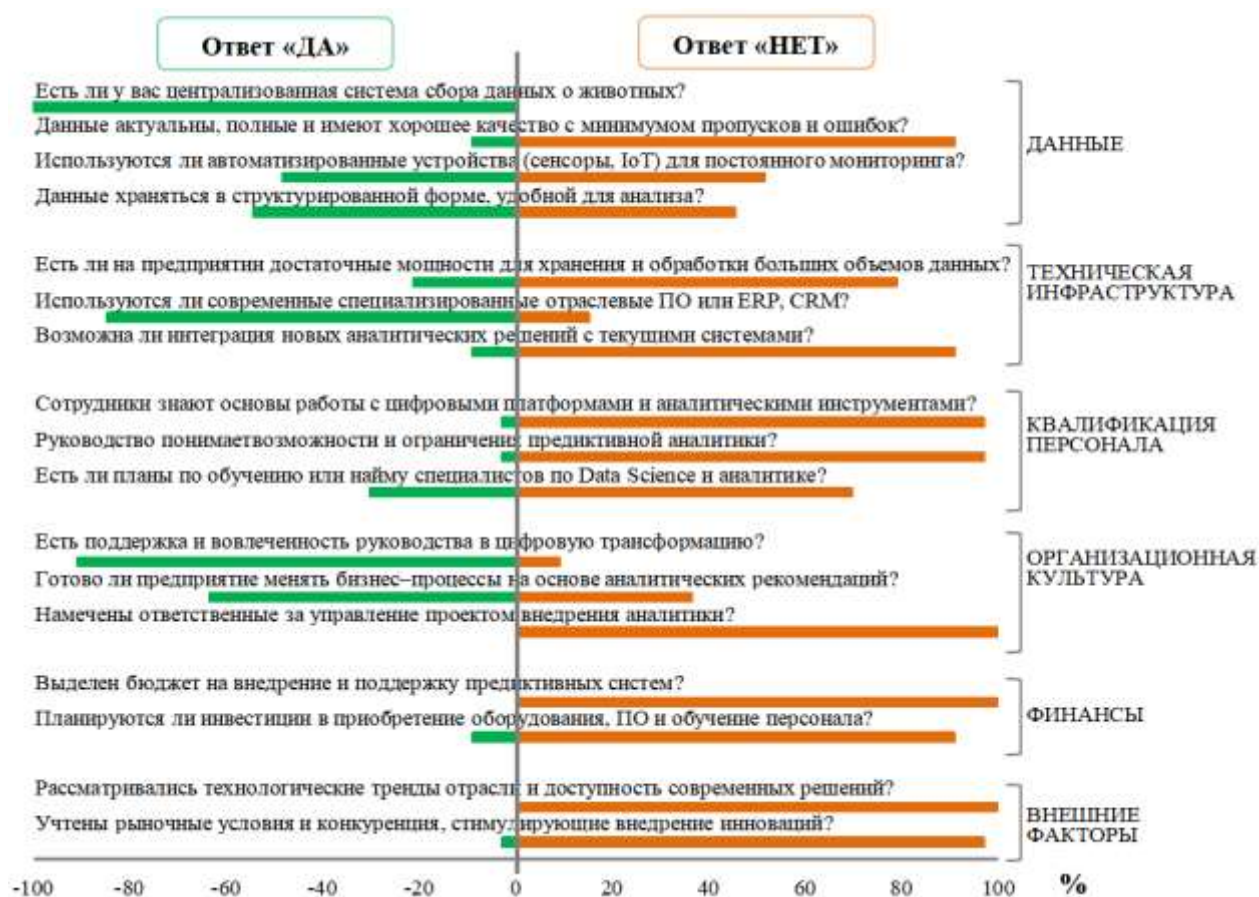 Ответ «ДА»
Ответ «НЕТ»
Есть ли у вас централизованная система сбора данных о животных?
Данные актуальны, полные и имеют хорошее качество с минимумом пропусков и ошибок?
Используются ли автоматизированные устройства (сенсоры, IoT) для постоянного мониторинга?
Данные храняться в структурированной форме, удобной для анализа?
ДАННЫЕ
Есть ли на предприятии достаточные мощности для хранения и обработки больших объемов данных?
Используются ли современные специализированные отраслевые ПО или ERP, CRM?
Возможна ли интеграция новых аналитических решений с текущими системами?
ТЕХНИЧЕСКАЯ
ИНФРАСТРУКТУРА
Сотрудники знают основы работы с цифровыми платформами и аналитическими инструментами?
Руководство понимаетвозможности и ограничения предиктивной аналитики?
Есть ли планы по обучению или найму специалистов по Data Science и аналитике?
КВАЛИФИКАЦИЯ
ПЕРСОНАЛА
Есть поддержка и вовлеченность руководства в цифровую трансформацию?
Готово ли предприятие менять бизнес–процессы на основе аналитических рекомендаций?
Намечены ответственные за управление проектом внедрения аналитики?
ОРГАНИЗАЦИОННАЯ
КУЛЬТУРА
Выделен бюджет на внедрение и поддержку предиктивных систем?
Планируются ли инвестиции в приобретение оборудования, ПО и обучение персонала?
ФИНАНСЫ
Рассматривались технологические тренды отрасли и доступность современных решений?
Учтены рыночные условия и конкуренция, стимулирующие внедрение инноваций?
ВНЕШНИЕ
ФАКТОРЫ
-100 -80 -60 -40 -20 0 20 40 60 80 100 %